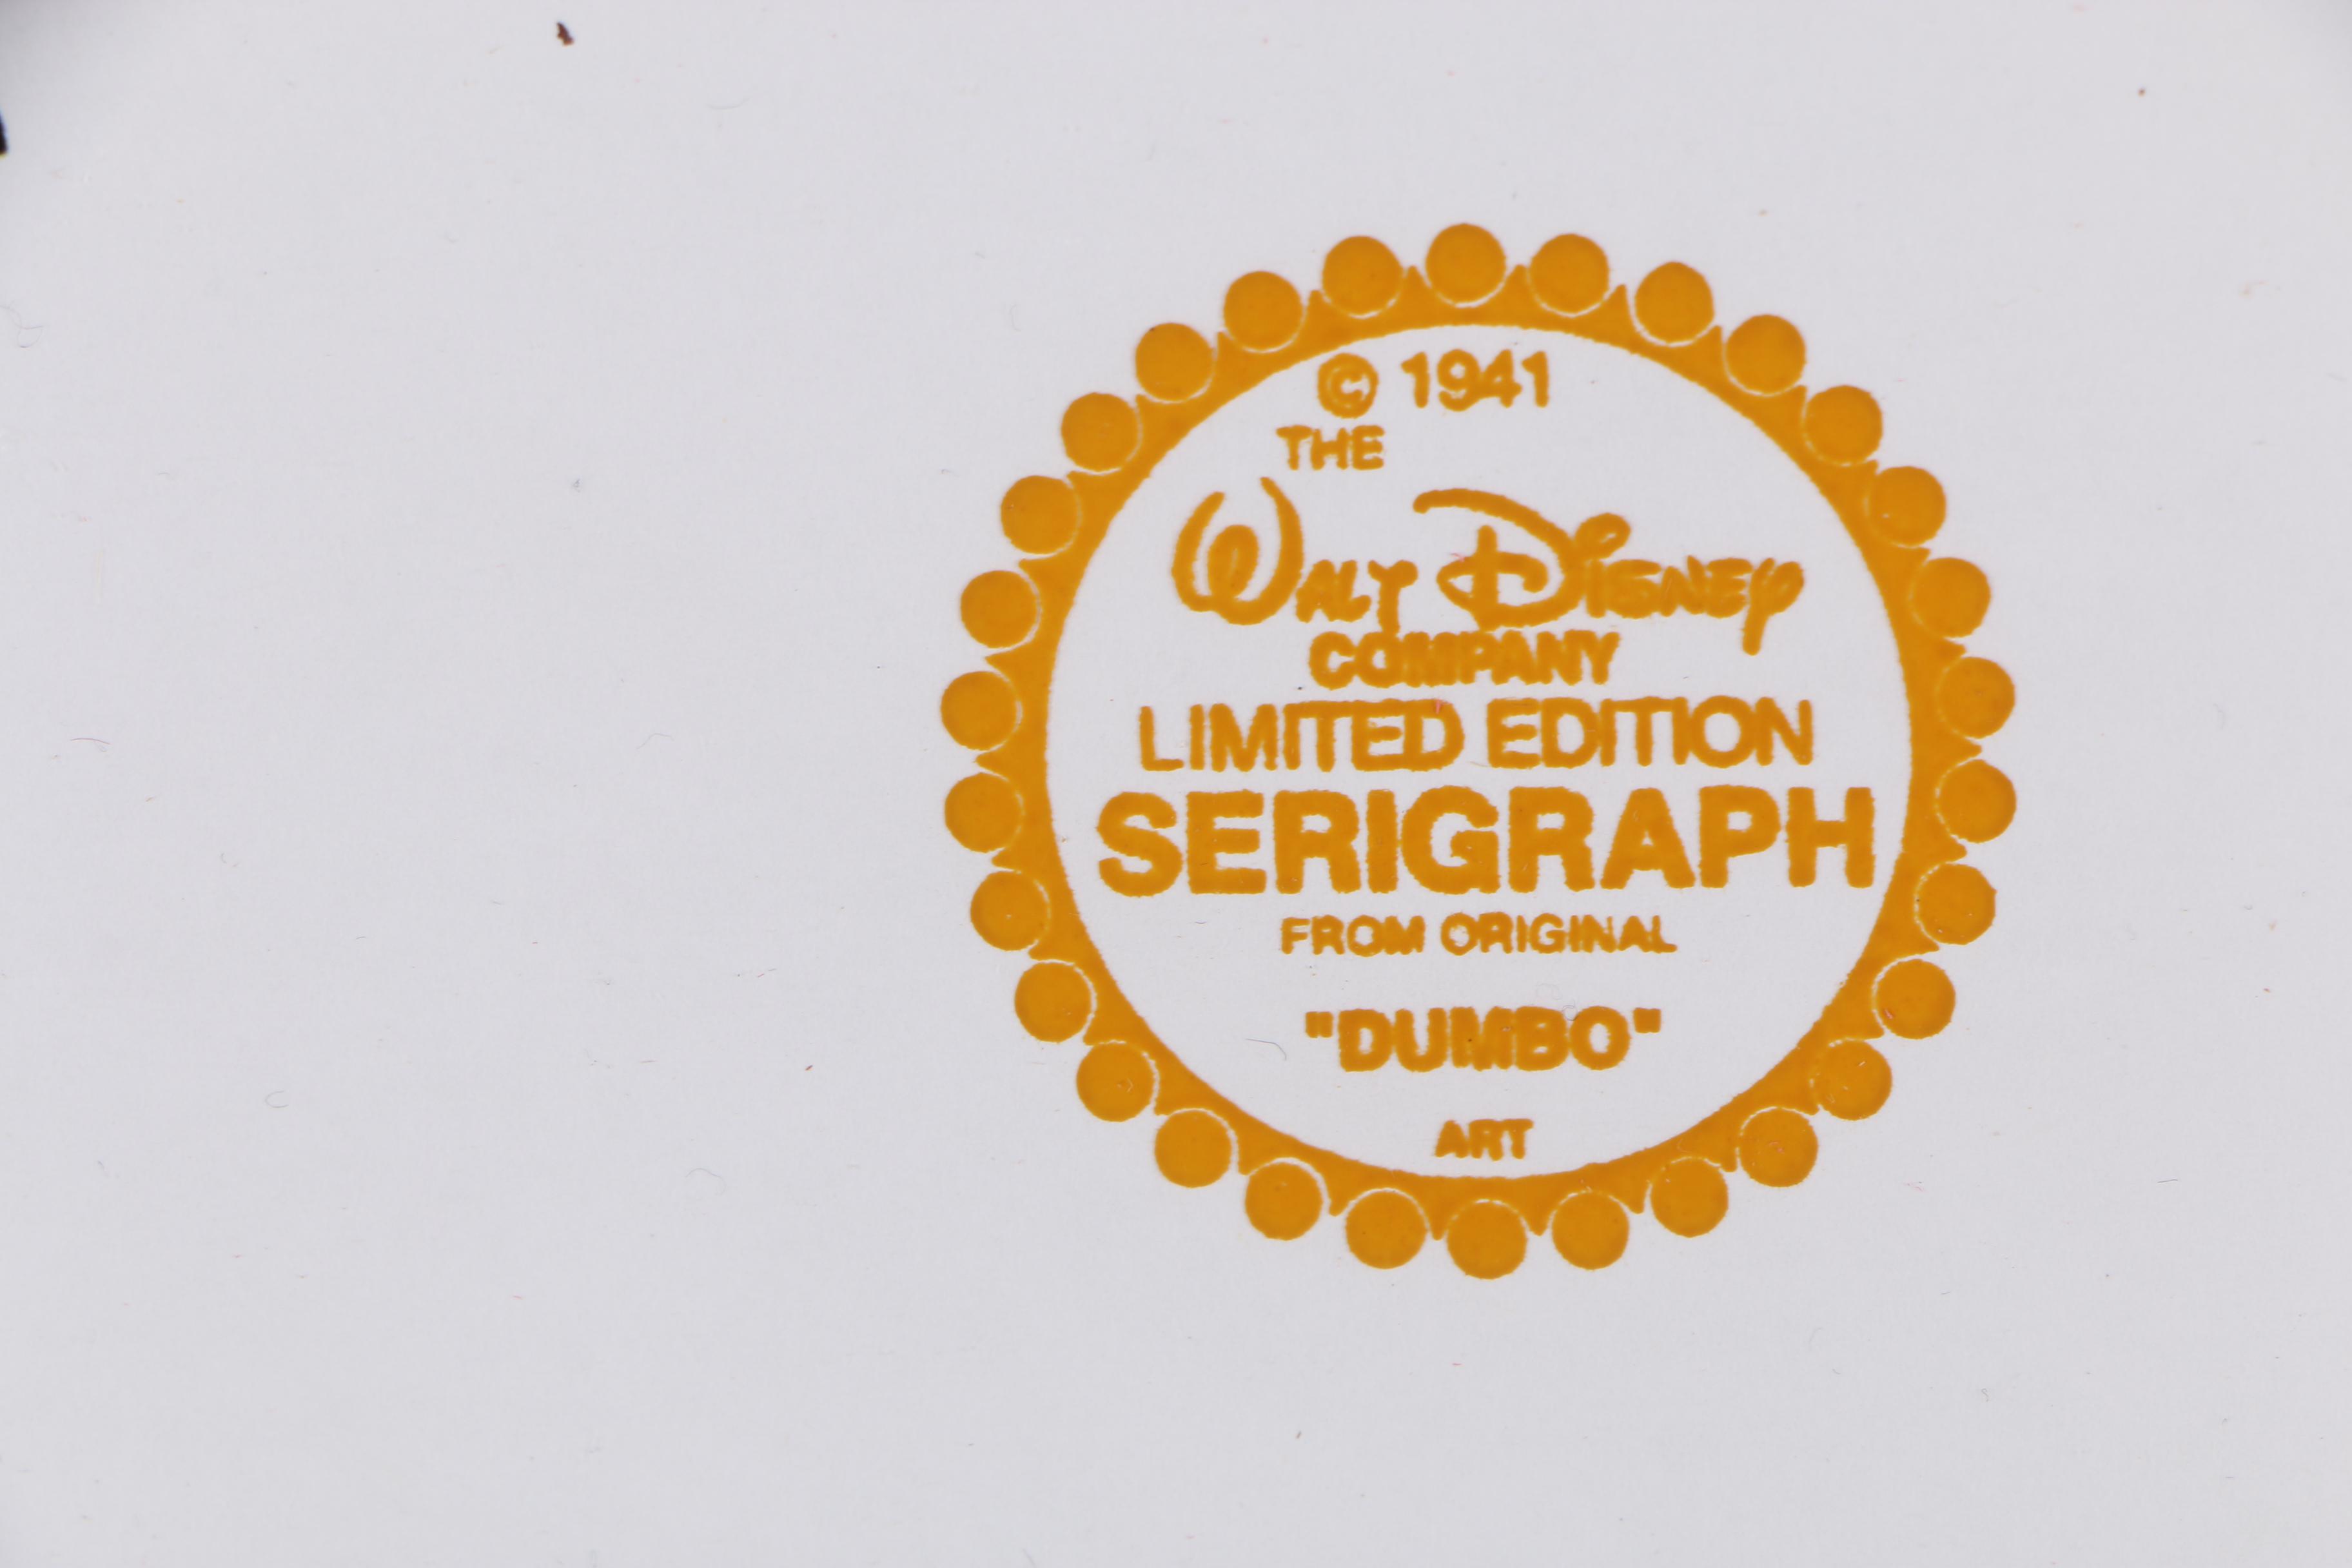 © 1941
THE
WALT DISNEY
COMPANY
LIMITED EDITION
SERIGRAPH
FROM ORIGINAL
"DUMBO"
ART